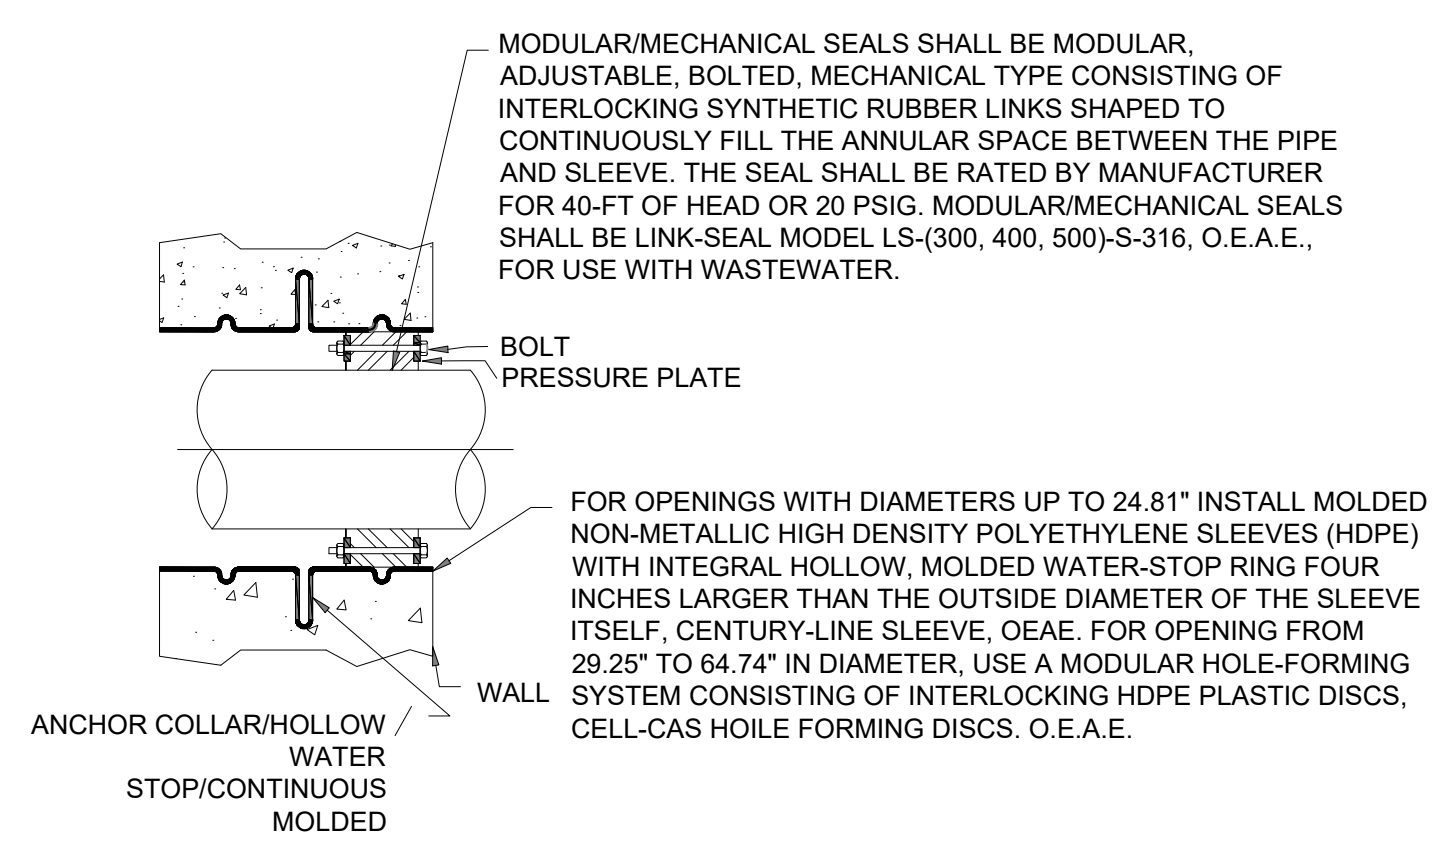 MODULAR/MECHANICAL SEALS SHALL BE MODULAR,
ADJUSTABLE, BOLTED, MECHANICAL TYPE CONSISTING OF
INTERLOCKING SYNTHETIC RUBBER LINKS SHAPED TO
CONTINUOUSLY FILL THE ANNULAR SPACE BETWEEN THE PIPE
AND SLEEVE. THE SEAL SHALL BE RATED BY MANUFACTURER
FOR 40-FT OF HEAD OR 20 PSIG. MODULAR/MECHANICAL SEALS
SHALL BE LINK-SEAL MODEL LS-(300, 400, 500)-S-316, O.E.A.E.,
FOR USE WITH WASTEWATER.
BOLT
PRESSURE PLATE
FOR OPENINGS WITH DIAMETERS UP TO 24.81" INSTALL MOLDED
NON-METALLIC HIGH DENSITY POLYETHYLENE SLEEVES (HDPE)
WITH INTEGRAL HOLLOW, MOLDED WATER-STOP RING FOUR
INCHES LARGER THAN THE OUTSIDE DIAMETER OF THE SLEEVE
ITSELF, CENTURY-LINE SLEEVE, OEAE. FOR OPENING FROM
29.25" TO 64.74" IN DIAMETER, USE A MODULAR HOLE-FORMING
SYSTEM CONSISTING OF INTERLOCKING HDPE PLASTIC DISCS,
CELL-CAS HOILE FORMING DISCS. O.E.A.E.
WALL
ANCHOR COLLAR/HOLLOW
WATER
STOP/CONTINUOUS
MOLDED